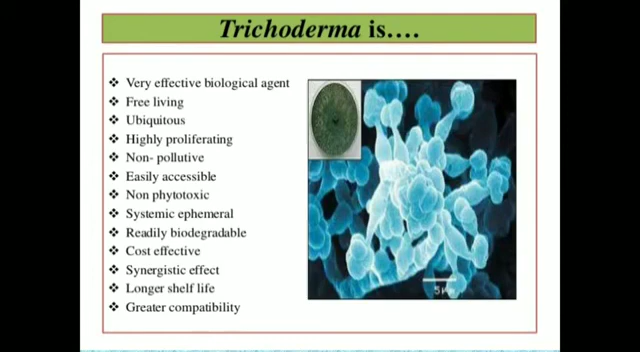 Trichoderma is....
❖ Very effective biological agent
❖ Free living
❖ Ubiquitous
❖ Highly proliferating
❖ Non- pollutive
❖ Easily accessible
❖ Non phytotoxic
❖ Systemic ephemeral
❖ Readily biodegradable
❖ Cost effective
❖ Synergistic effect
❖ Longer shelf life
❖ Greater compatibility